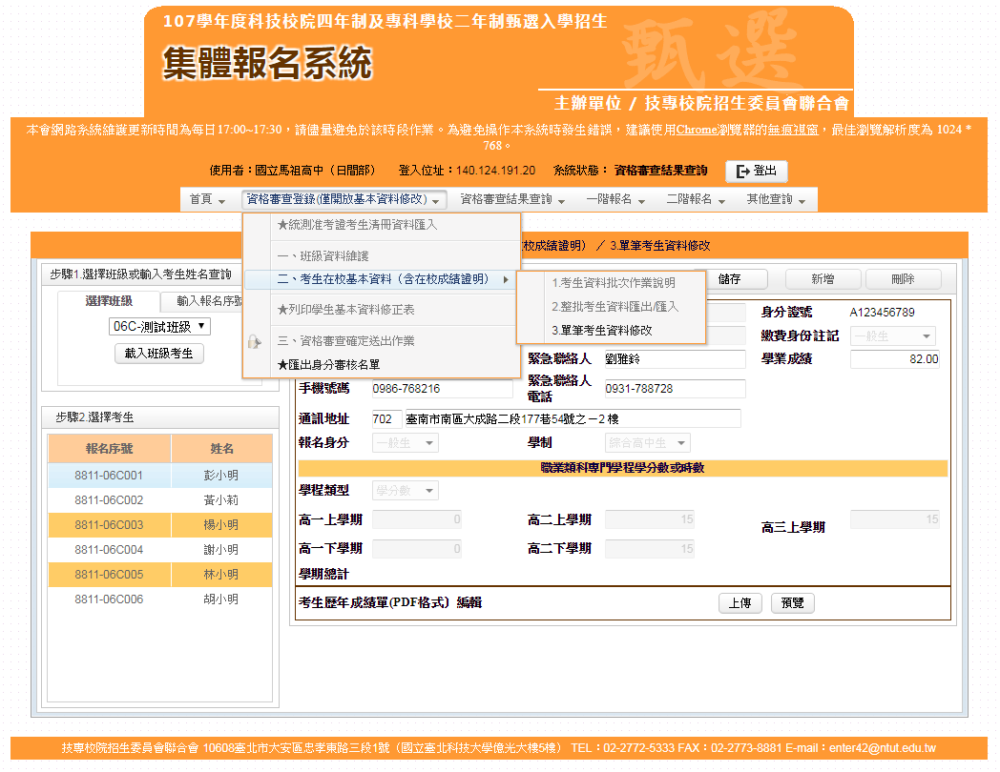 107學年度科技校院四年制及專科學校二年制甄選入學招生
甄選
集體報名系統
主辦單位 / 技專校院招生委員會聯合會
本會網路系統維護更新時間為每日17:00~17:30，請儘量避免於該時段作業。為避免操作本系統時發生錯誤，建議使用Chrome瀏覽器的無痕視窗，最佳瀏覽解析度為 1024 *
768。
使用者：國立馬祖高中（日間部） 登入位址：140.124.191.20 系統狀態： 資格審查結果查詢 登出
首頁 資格審查登錄(僅開放基本資料修改) 資格審查結果查詢 一階報名 二階報名 其他查詢
★統測准考證考生清冊資料匯入
一、班級資料維護
二、考生在校基本資料（含在校成績證明）
★列印學生基本資料修正表
三、資格審查確定送出作業
★匯出身分審核名單
1.考生資料批次作業說明
2.整批考生資料匯出/匯入
3.單筆考生資料修改
校成績證明） ／ 3.單筆考生資料修改
步驟1.選擇班級或輸入考生姓名查詢
選擇班級 輸入報名序號
06C-測試班級
載入班級考生
儲存 新增 刪除
身分證號 A123456789
繳費身份註記 一般生
緊急聯絡人 劉雅鈴 學業成績 82.00
手機號碼 0986-768216 緊急聯絡人
電話 0931-788728
通訊地址 702 臺南市南區大成路二段177巷54號之－2 樓
報名身分 一般生 學制 綜合高中生
職業類科專門學程學分數或時數
學程類型 學分數
高一上學期 0 高二上學期 15 高三上學期 15
高一下學期 0 高二下學期 15
學期總計
考生歷年成績單(PDF格式〕編輯 上傳 預覽
步驟2.選擇考生
報名序號 姓名
8811-06C001 彭小明
8811-06C002 黃小莉
8811-06C003 楊小明
8811-06C004 謝小明
8811-06C005 林小明
8811-06C006 胡小明
技專校院招生委員會聯合會 10608臺北市大安區忠孝東路三段1號（國立臺北科技大學億光大樓5樓） TEL：02-2772-5333 FAX：02-2773-8881 E-mail：enter42@ntut.edu.tw